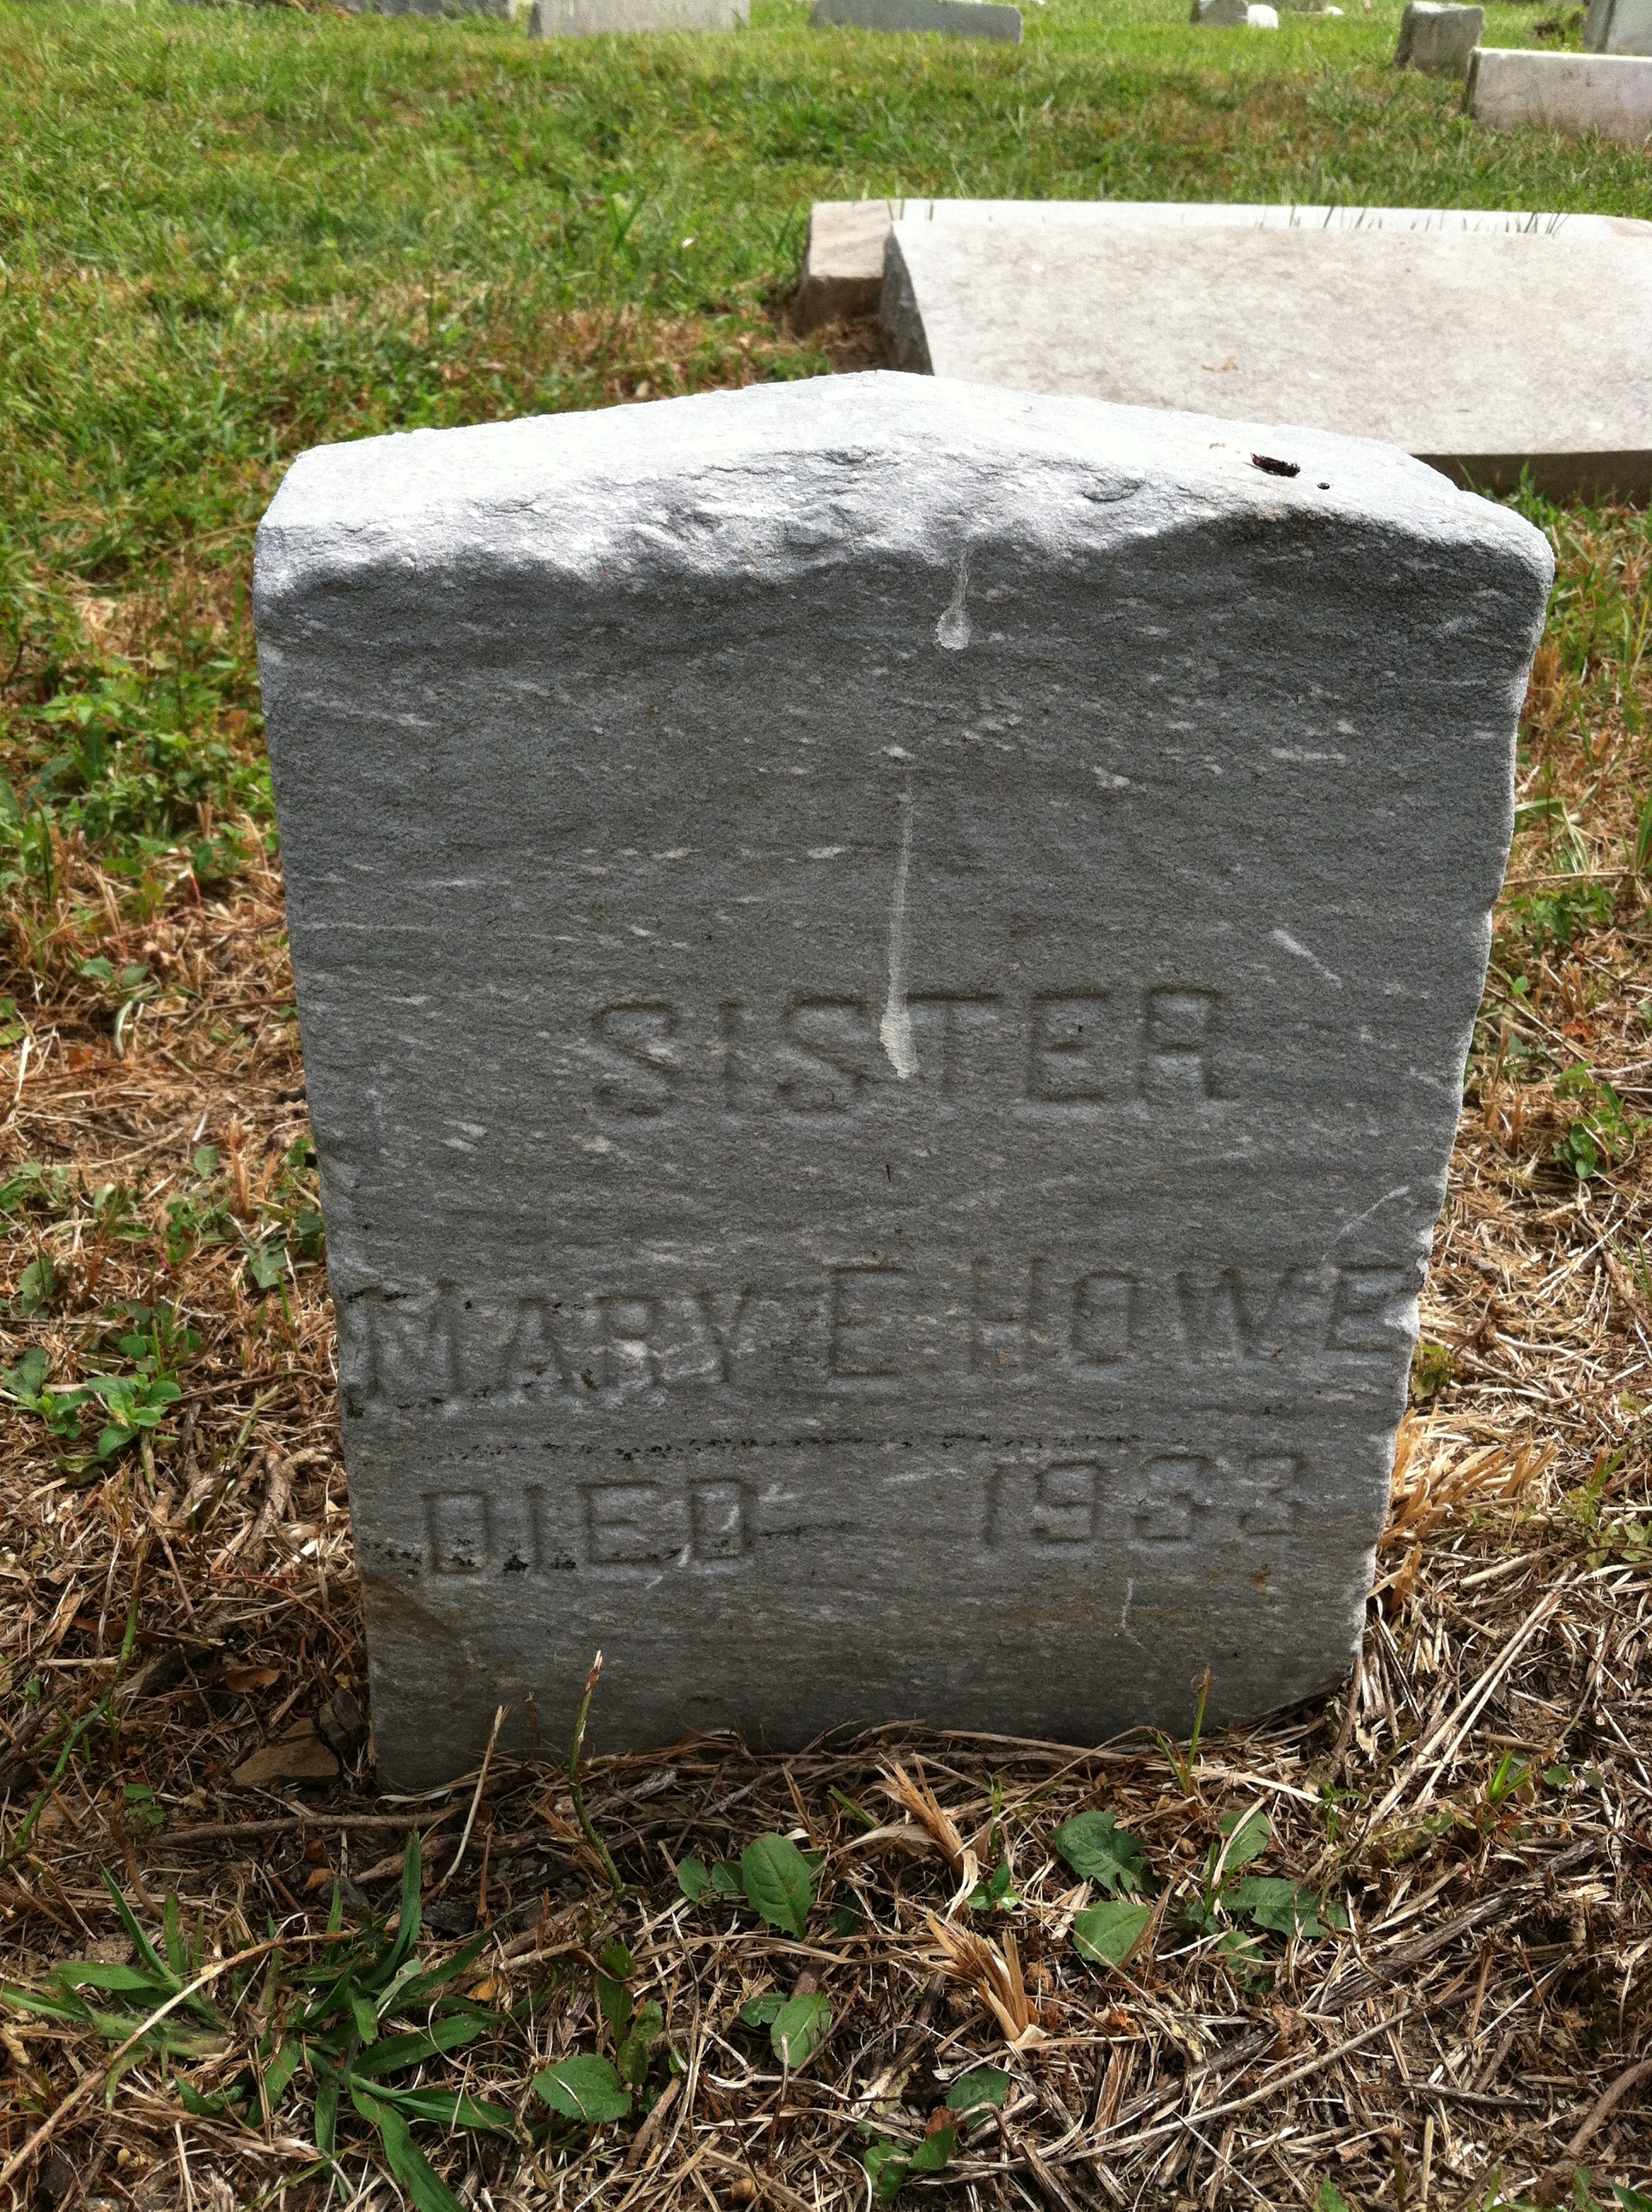 SISTER
MARY E HOWE
DIED 1933